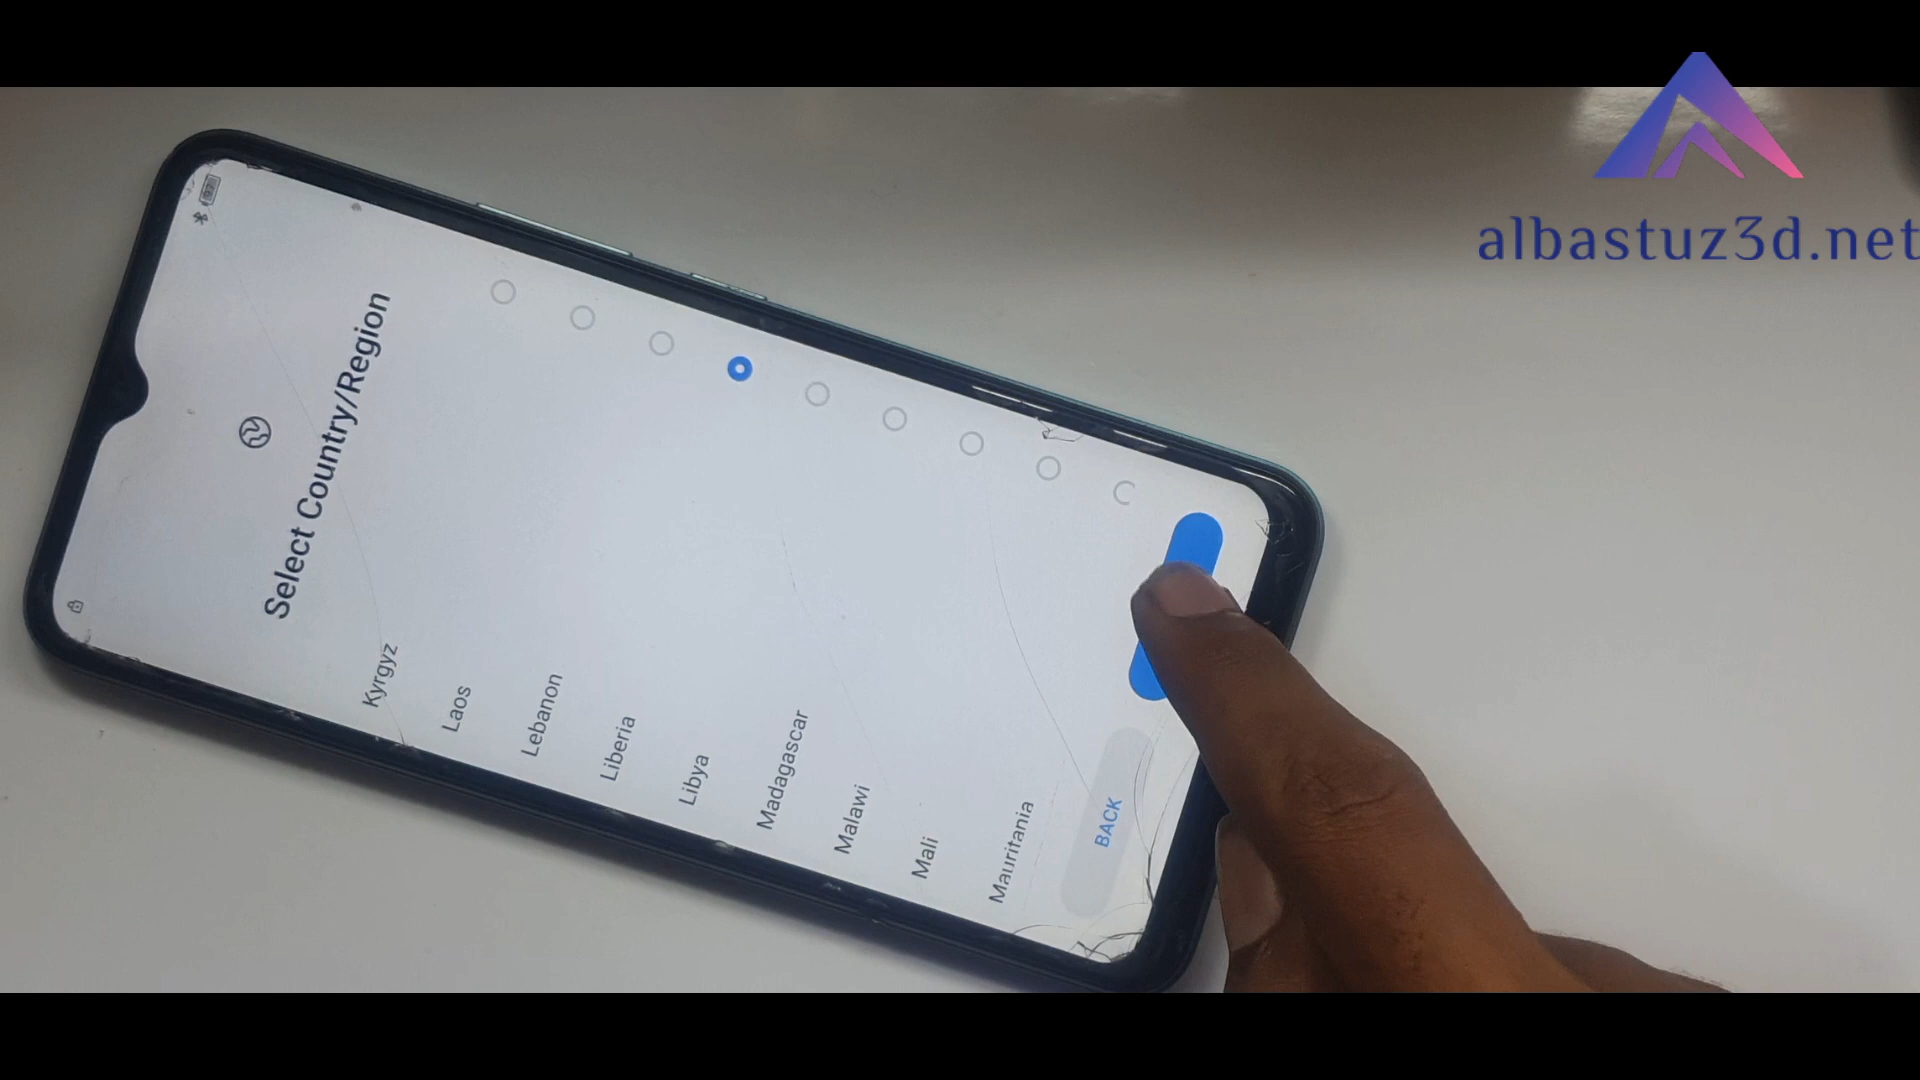 albastuz3d.net
Select Country/Region
Kyrgyz
Laos
Lebanon
Liberia
Libya
Madagascar
Malawi
Mali
Mauritania
BACK